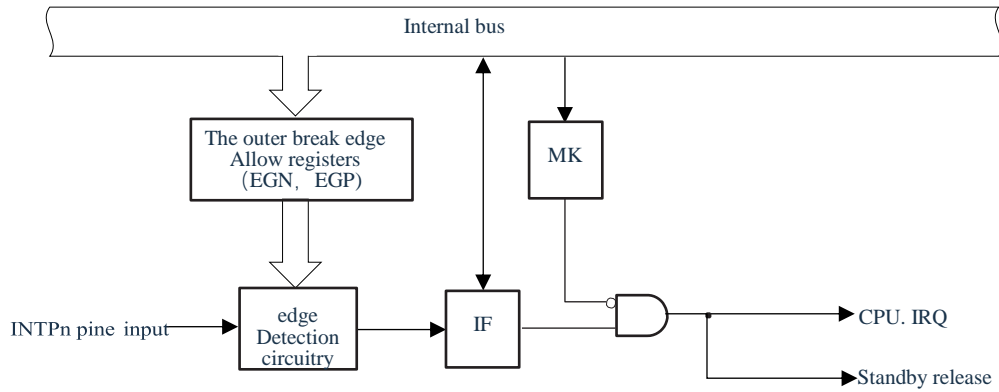 Internal bus
The outer break edge
Allow registers
（EGN， EGP)
MK
INTPn pine input
edge
Detection
circuitry
IF
CPU. IRQ
Standby release